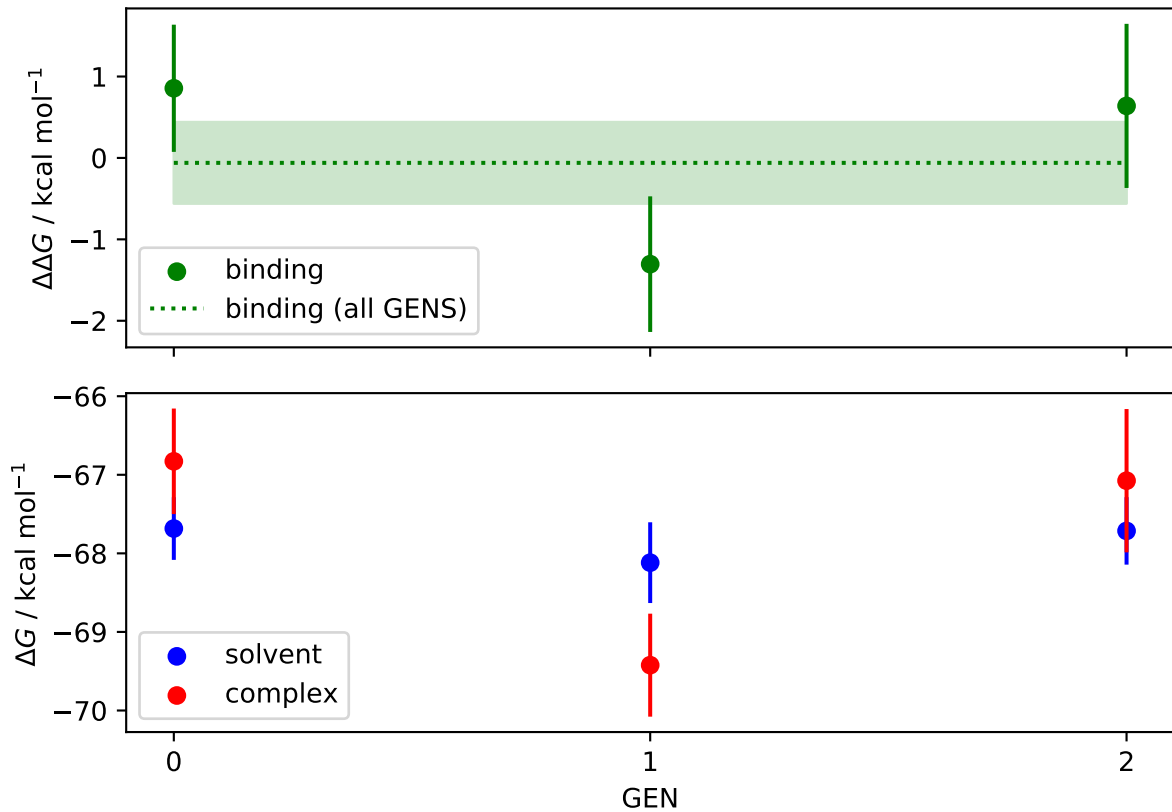 ΔΔG / kcal mol⁻¹
1
0
−1
−2
binding
binding (all GENS)
ΔG / kcal mol⁻¹
−66
−67
−68
−69
−70
solvent
complex
0 1 2
GEN